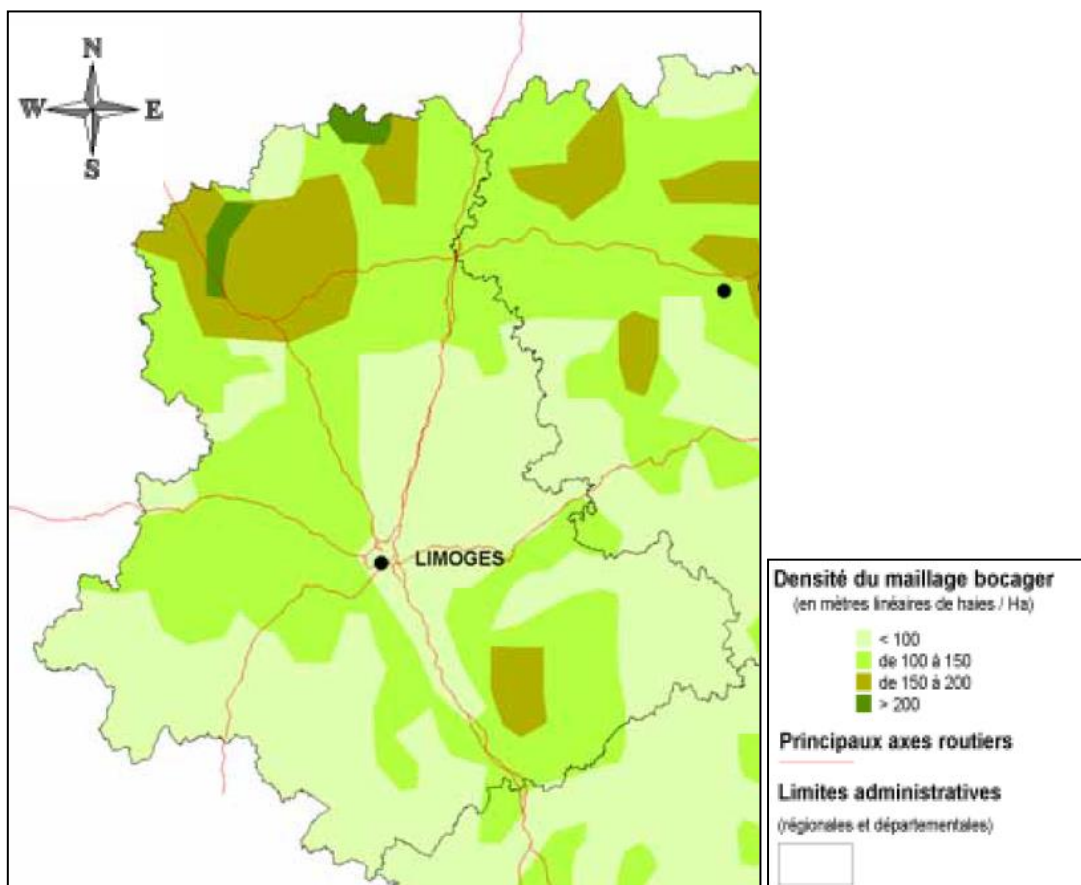 N
W E
S
LIMOGES
Densité du maillage bocager
(en mètres linéaires de haies / Ha)
< 100
de 100 à 150
de 150 à 200
> 200
Principaux axes routiers
Limites administratives
(régionales et départementales)